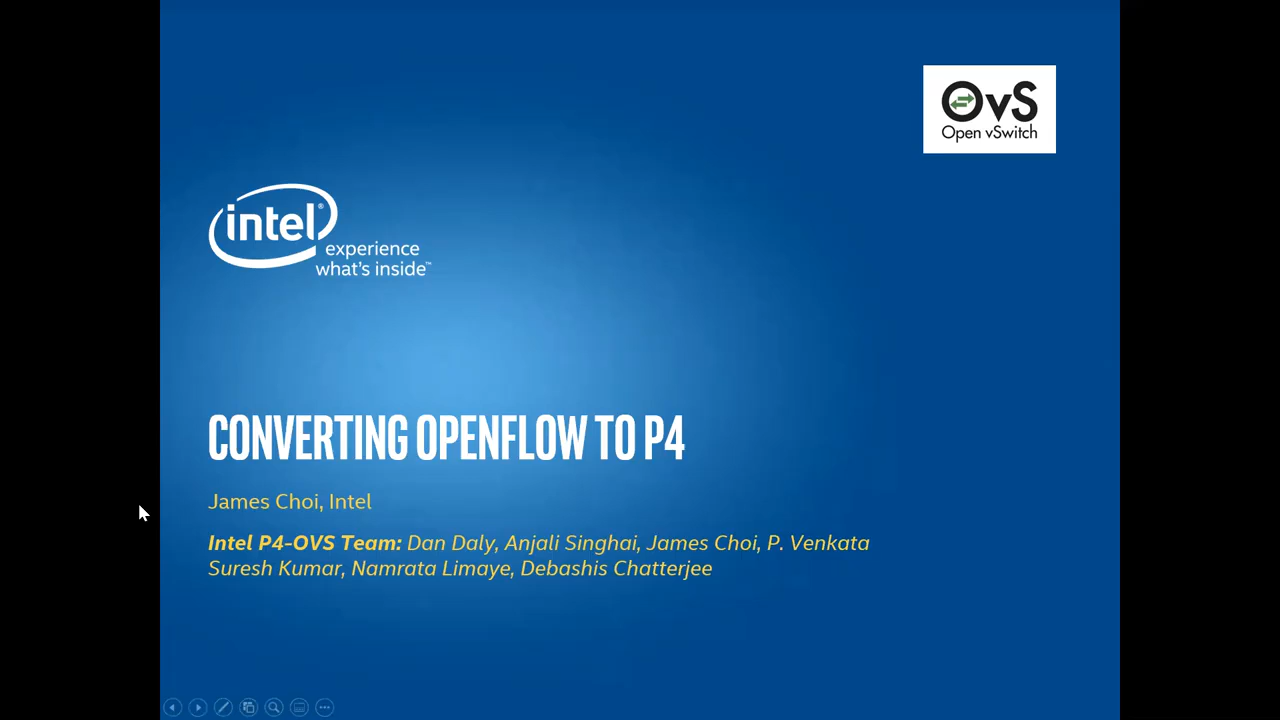 OvS
Open vSwitch
intel®
experience
what's inside™
CONVERTING OPENFLOW TO P4
James Choi, Intel
Intel P4-OVS Team: Dan Daly, Anjali Singhai, James Choi, P. Venkata
Suresh Kumar, Namrata Limaye, Debashis Chatterjee